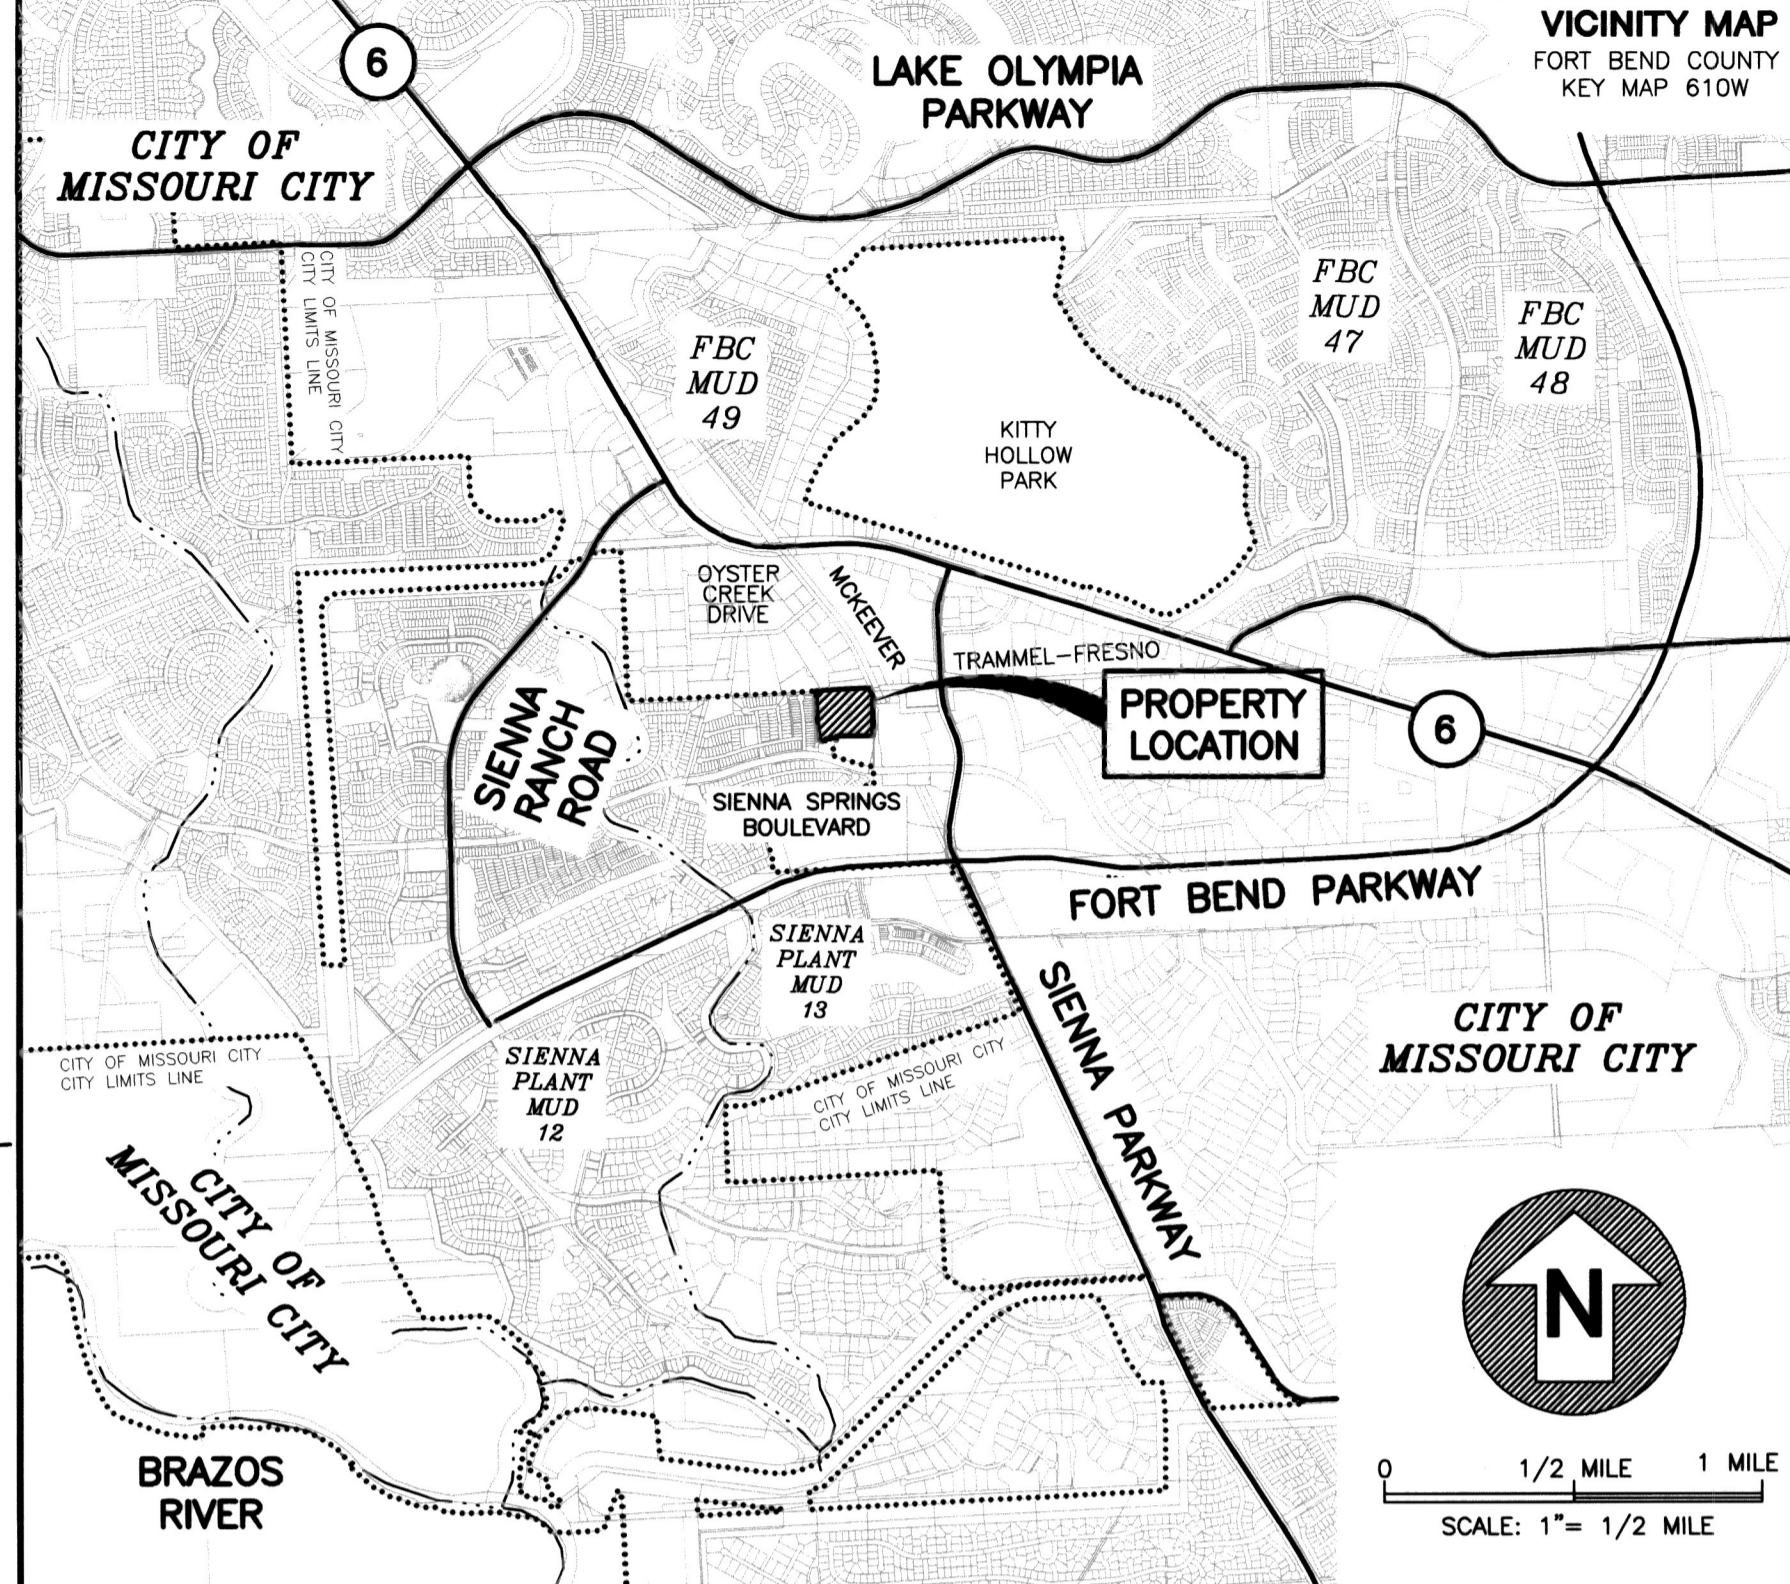 VICINITY MAP
FORT BEND COUNTY
KEY MAP 610W
6
LAKE OLYMPIA
PARKWAY
CITY OF
MISSOURI CITY
CITY OF MISSOURI CITY
CITY LIMITS LINE
FBC
MUD
49
FBC
MUD
47
FBC
MUD
48
KITTY
HOLLOW
PARK
OYSTER
CREEK
DRIVE
MCKEEVER
TRAMMEL-FRESNO
PROPERTY
LOCATION
6
SIENNA
RANCH
ROAD
SIENNA SPRINGS
BOULEVARD
FORT BEND PARKWAY
SIENNA
PLANT
MUD
13
SIENNA PARKWAY
CITY OF
MISSOURI CITY
CITY OF MISSOURI CITY
CITY LIMITS LINE
SIENNA
PLANT
MUD
12
CITY OF MISSOURI CITY
CITY LIMITS LINE
CITY OF
MISSOURI CITY
N
BRAZOS
RIVER
0 1/2 MILE 1 MILE
SCALE: 1"= 1/2 MILE